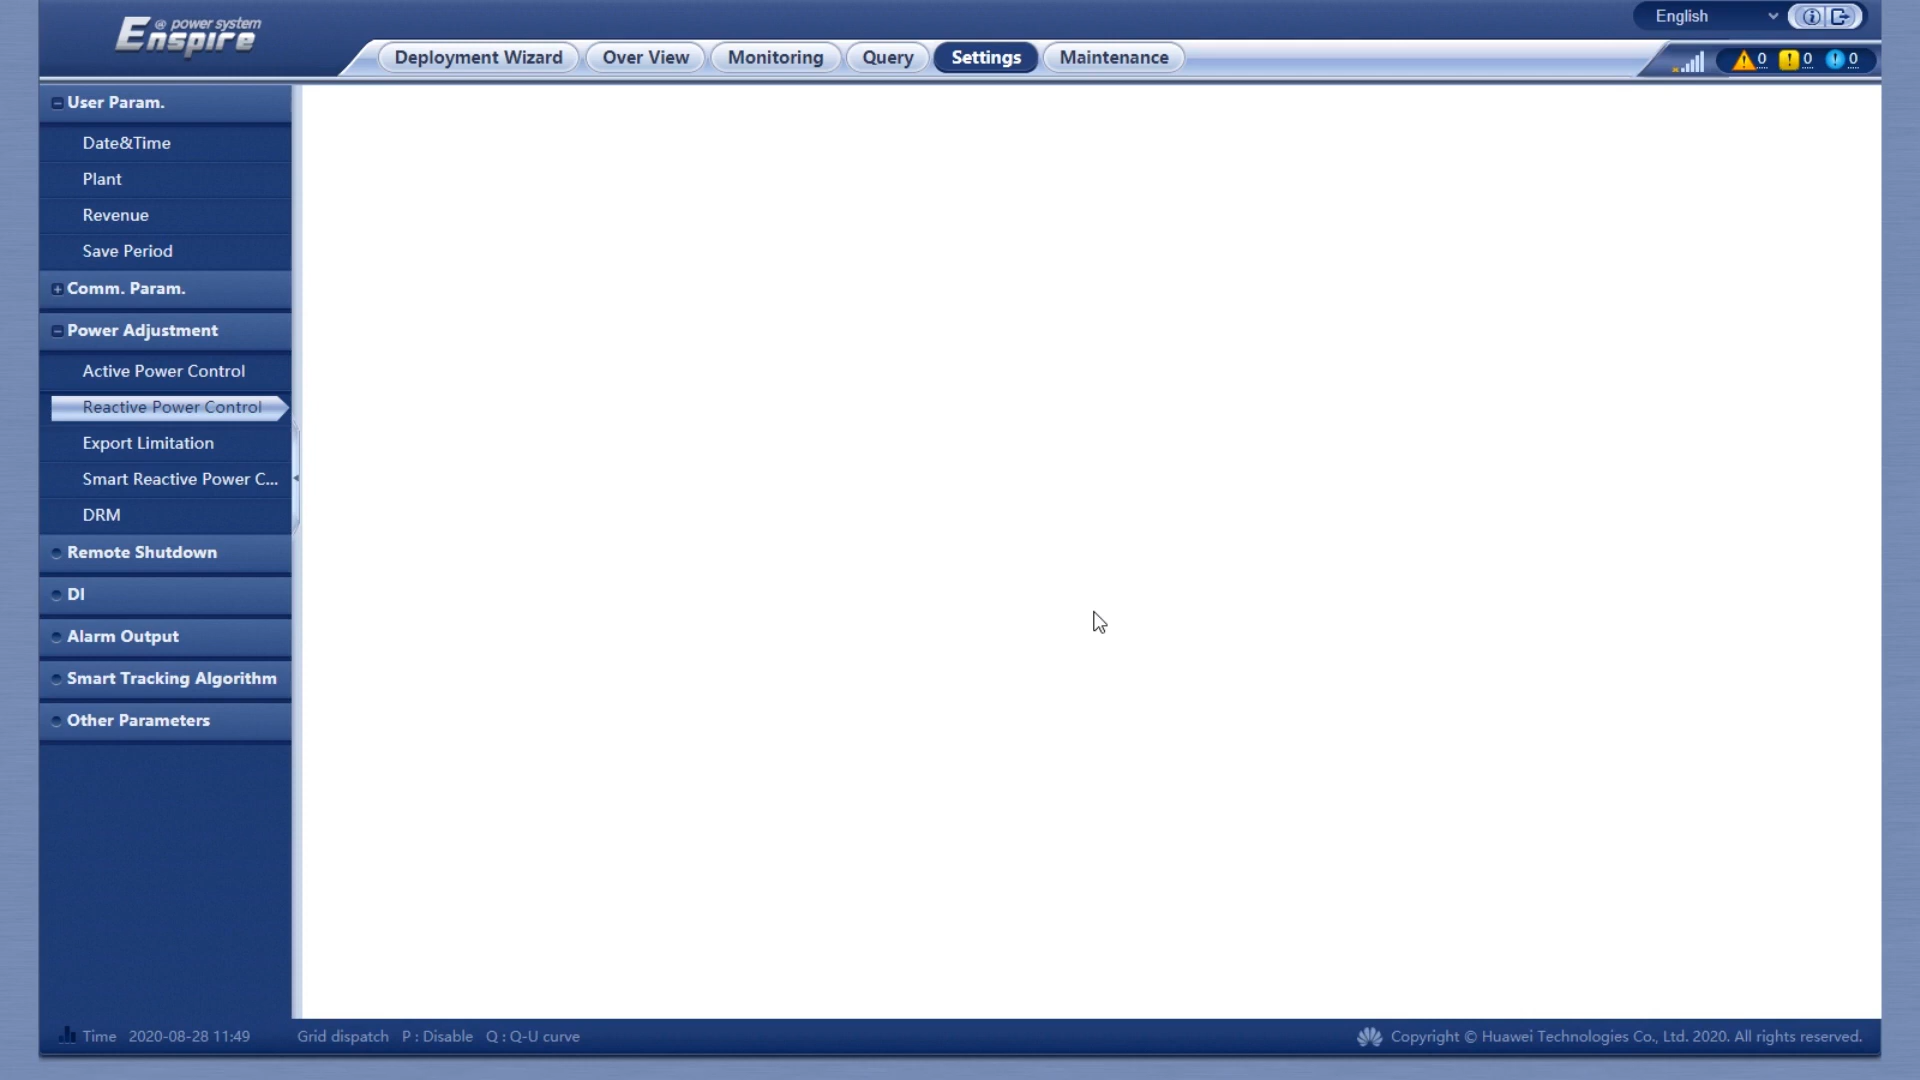 @ power system
Enspire
English
Deployment Wizard Over View Monitoring Query Settings Maintenance
0 0 0
User Param.
Date&Time
Plant
Revenue
Save Period
Comm. Param.
Power Adjustment
Active Power Control
Reactive Power Control
Export Limitation
Smart Reactive Power C...
DRM
Remote Shutdown
DI
Alarm Output
Smart Tracking Algorithm
Other Parameters
Time 2020-08-28 11:49 Grid dispatch P : Disable Q : Q-U curve Copyright © Huawei Technologies Co., Ltd. 2020. All rights reserved.